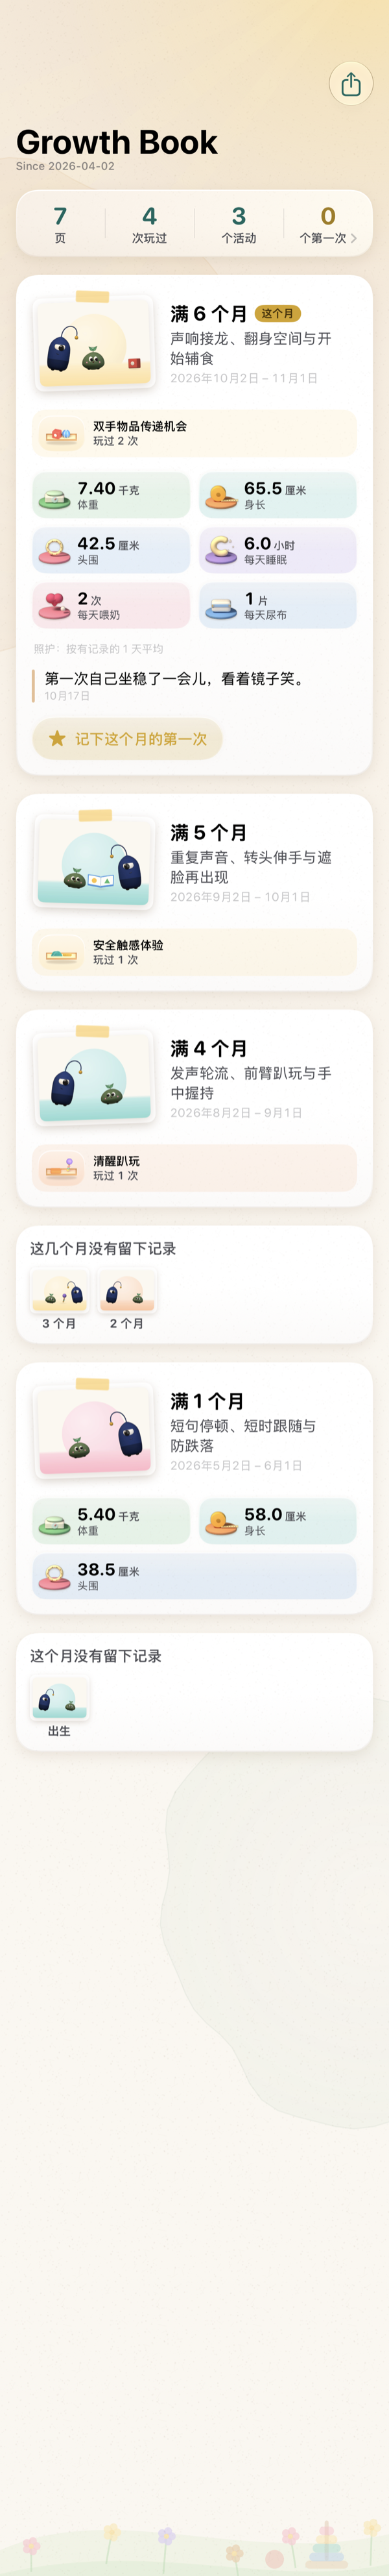 Growth Book
Since 2026-04-02
7
页
4
次玩过
3
个活动
0
个第一次
满 6 个月
这个月
声响接龙、翻身空间与开
始辅食
2026年10月2日 – 11月1日
双手物品传递机会
玩过 2 次
7.40 千克
体重
65.5 厘米
身长
42.5 厘米
头围
6.0 小时
每天睡眠
2 次
每天喂奶
1 片
每天尿布
照护：按有记录的 1 天平均
第一次自己坐稳了一会儿，看着镜子笑。
10月17日
记下这个月的第一次
满 5 个月
重复声音、转头伸手与遮
脸再出现
2026年9月2日 – 10月1日
安全触感体验
玩过 1 次
满 4 个月
发声轮流、前臂趴玩与手
中握持
2026年8月2日 – 9月1日
清醒趴玩
玩过 1 次
这几个月没有留下记录
3 个月
2 个月
满 1 个月
短句停顿、短时跟随与
防跌落
2026年5月2日 – 6月1日
5.40 千克
体重
58.0 厘米
身长
38.5 厘米
头围
这个月没有留下记录
出生